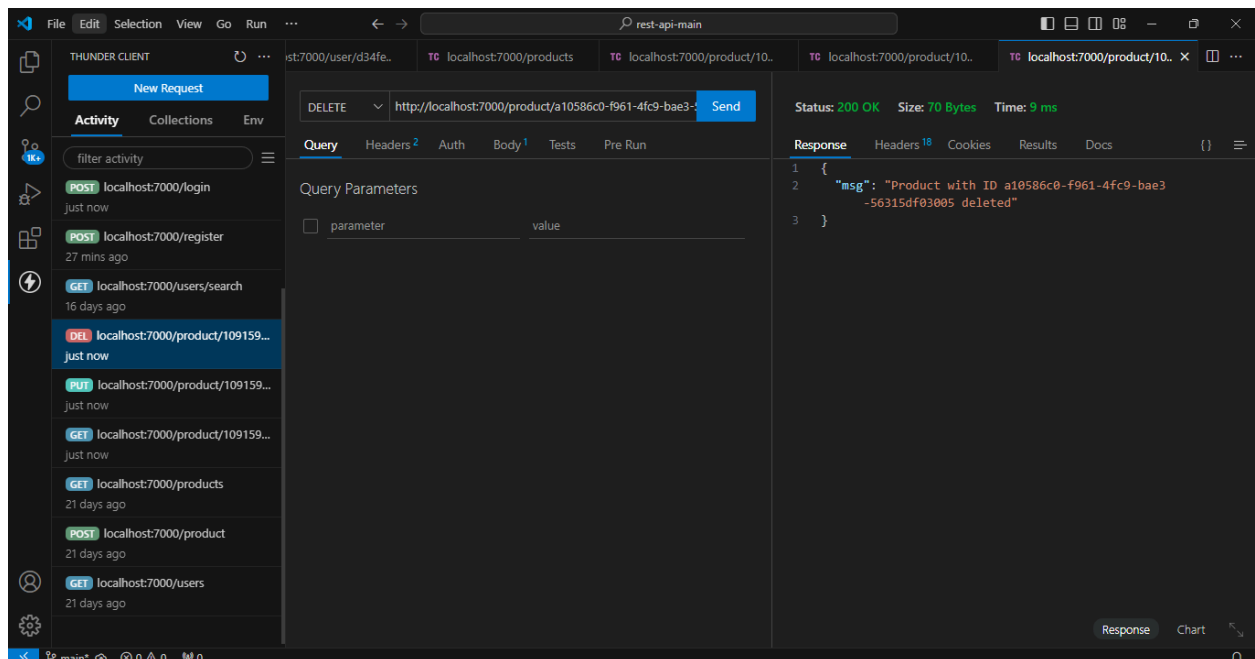 File Edit Selection View Go Run ··· rest-api-main
THUNDER CLIENT
New Request
Activity Collections Env
filter activity
POST localhost:7000/login
just now
POST localhost:7000/register
27 mins ago
GET localhost:7000/users/search
16 days ago
DEL localhost:7000/product/109159...
just now
PUT localhost:7000/product/109159...
just now
GET localhost:7000/product/109159...
just now
GET localhost:7000/products
21 days ago
POST localhost:7000/product
21 days ago
GET localhost:7000/users
21 days ago
st:7000/user/d34fe.. TC localhost:7000/products TC localhost:7000/product/10.. TC localhost:7000/product/10.. TC localhost:7000/product/10..
DELETE http://localhost:7000/product/a10586c0-f961-4fc9-bae3- Send
Query Headers 2 Auth Body 1 Tests Pre Run
Query Parameters
parameter value
Status: 200 OK Size: 70 Bytes Time: 9 ms
Response Headers 18 Cookies Results Docs {}
1 {
2 "msg": "Product with ID a10586c0-f961-4fc9-bae3
-56315df03005 deleted"
3 }
Response Chart
1K+
main* 0 0 0